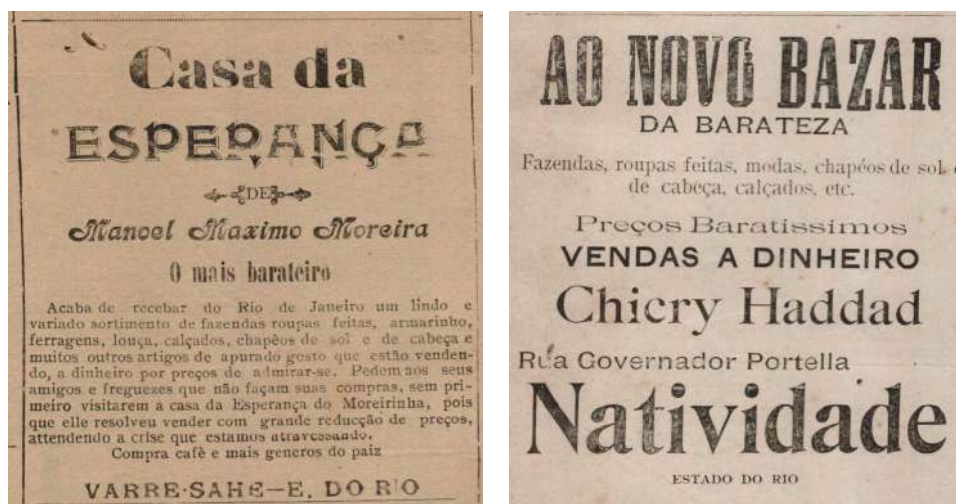 Casa da
ESPERANÇA
DE
Manoel Maximo Moreira
O mais barateiro
Acaba de recebar do Rio de Janeiro um lindo e
variado sortimento de fazendas roupas feitas, armarinho,
ferragens, louça, calçados, chapéos de sol e de cabeça e
muitos outros artigos de apurado gosto que estão venden-
do, a dinheiro por preços de admirar-se. Pedem aos seus
amigos e freguezes que não façam suas compras, sem pri-
meiro visitarem a casa da Esperança do Moreirinha, pois
que elle resolveu vender com grande reducção de preços,
attendendo a crise que estamos atravessando.
Compra cafè e mais generos do paiz
VARRE-SAHE—E. DO RIO
AO NOVO BAZAR
DA BARATEZA
Fazendas, roupas feitas, modas, chapéos de sol e
de cabeça, calçados, etc.
Preços Baratissimos
VENDAS A DINHEIRO
Chicry Haddad
Rua Governador Portella
Natividade
ESTADO DO RIO